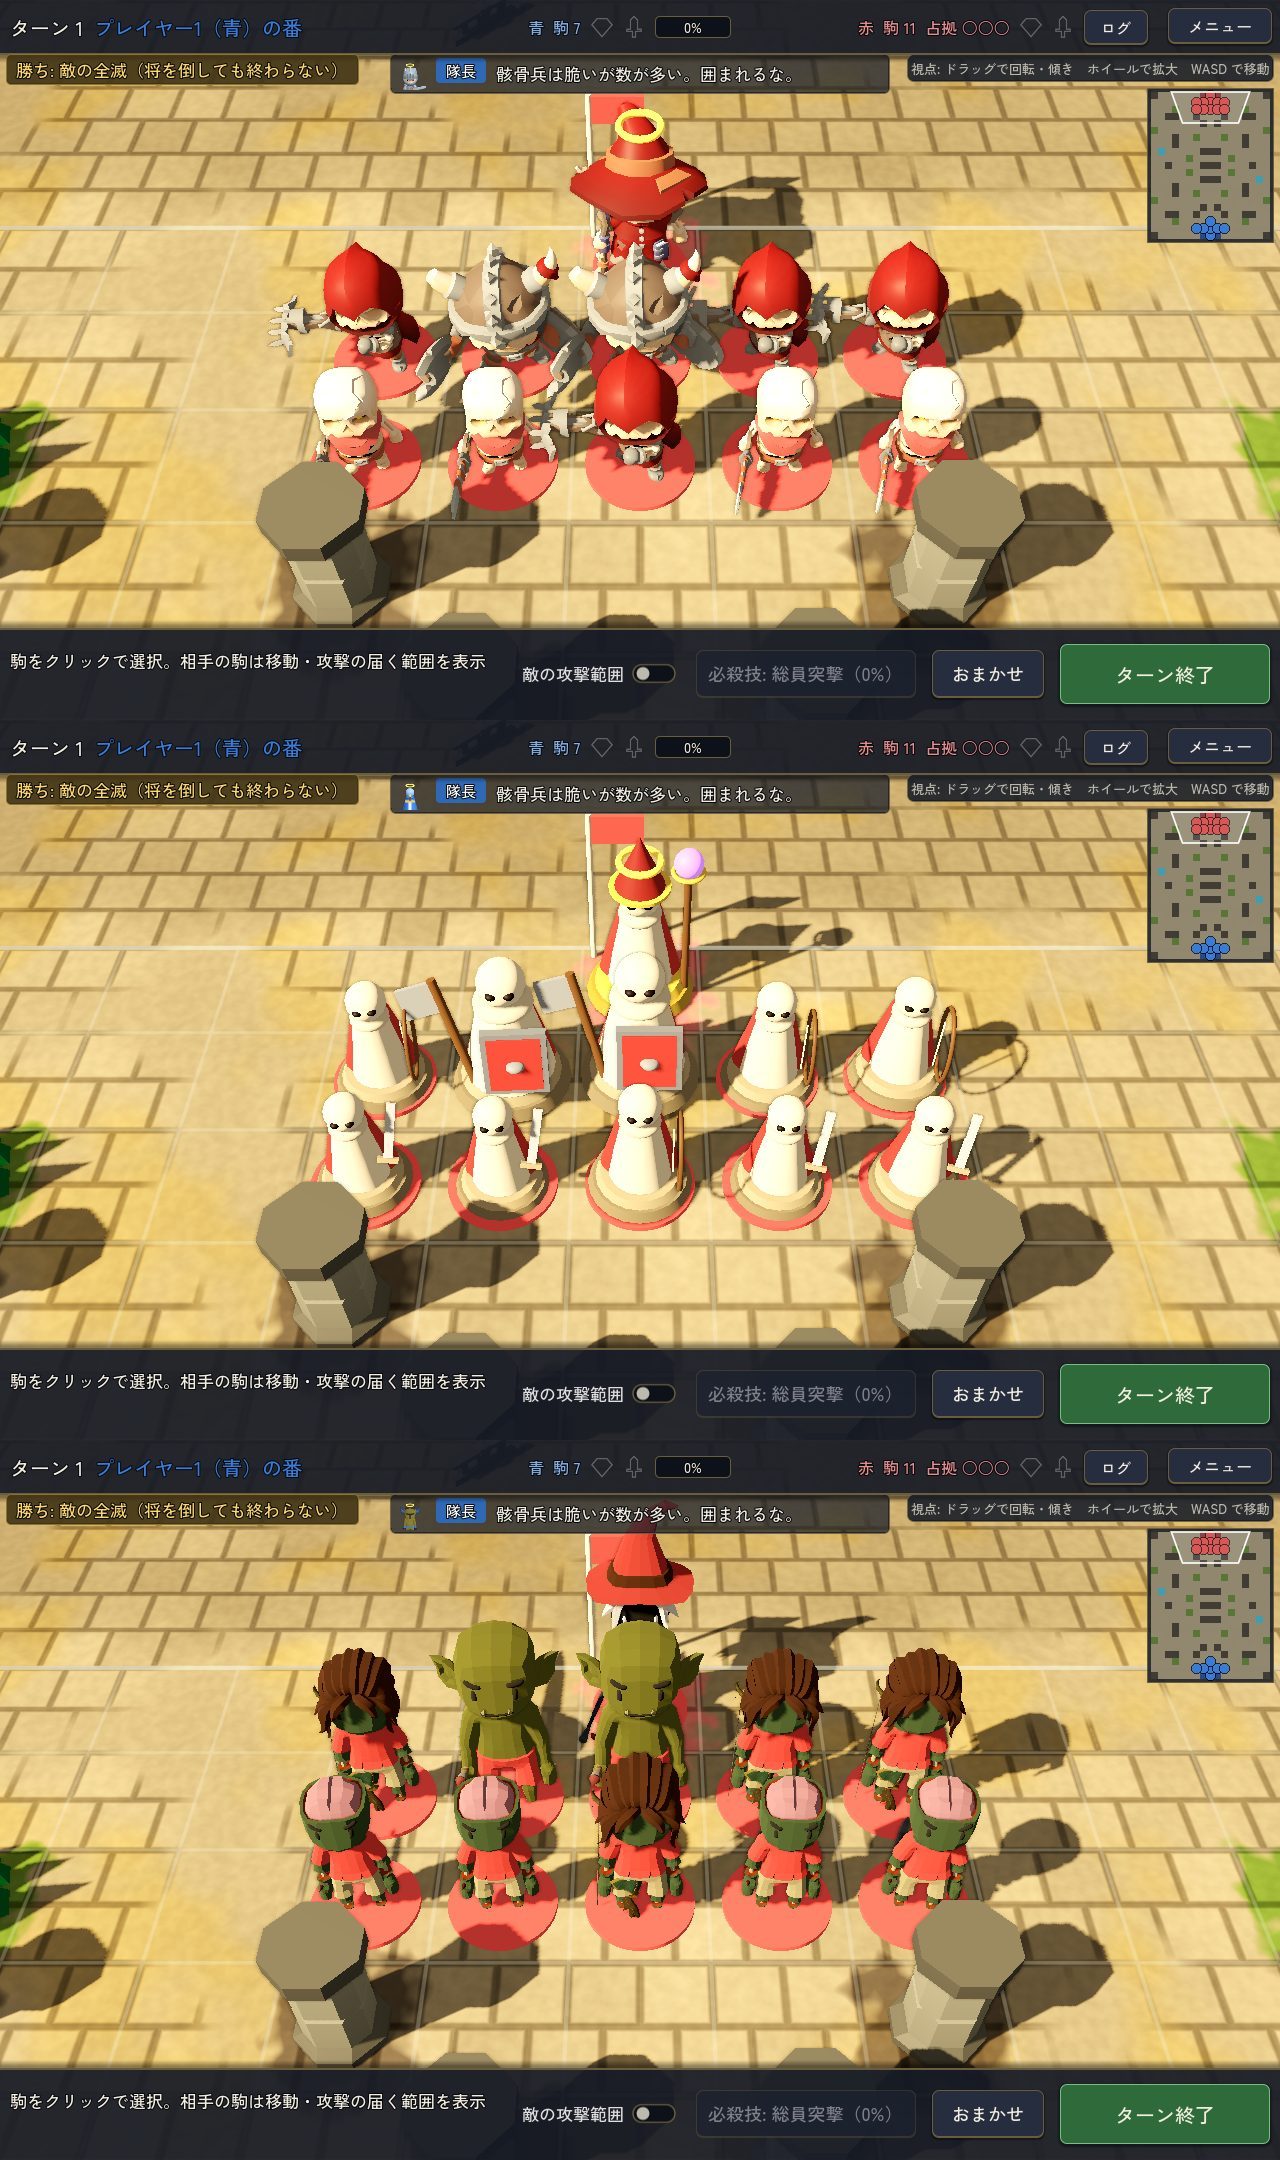 ターン 1 プレイヤー1（青）の番 青 駒 7 0% 赤 駒 11 占拠 〇〇〇 ログ メニュー
勝ち: 敵の全滅（将を倒しても終わらない） 隊長 骸骨兵は脆いが数が多い。囲まれるな。 視点: ドラッグで回転・傾き ホイールで拡大 WASD で移動
駒をクリックで選択。相手の駒は移動・攻撃の届く範囲を表示 敵の攻撃範囲 必殺技: 総員突撃（0%） おまかせ ターン終了
ターン 1 プレイヤー1（青）の番 青 駒 7 0% 赤 駒 11 占拠 〇〇〇 ログ メニュー
勝ち: 敵の全滅（将を倒しても終わらない） 隊長 骸骨兵は脆いが数が多い。囲まれるな。 視点: ドラッグで回転・傾き ホイールで拡大 WASD で移動
駒をクリックで選択。相手の駒は移動・攻撃の届く範囲を表示 敵の攻撃範囲 必殺技: 総員突撃（0%） おまかせ ターン終了
ターン 1 プレイヤー1（青）の番 青 駒 7 0% 赤 駒 11 占拠 〇〇〇 ログ メニュー
勝ち: 敵の全滅（将を倒しても終わらない） 隊長 骸骨兵は脆いが数が多い。囲まれるな。 視点: ドラッグで回転・傾き ホイールで拡大 WASD で移動
駒をクリックで選択。相手の駒は移動・攻撃の届く範囲を表示 敵の攻撃範囲 必殺技: 総員突撃（0%） おまかせ ターン終了